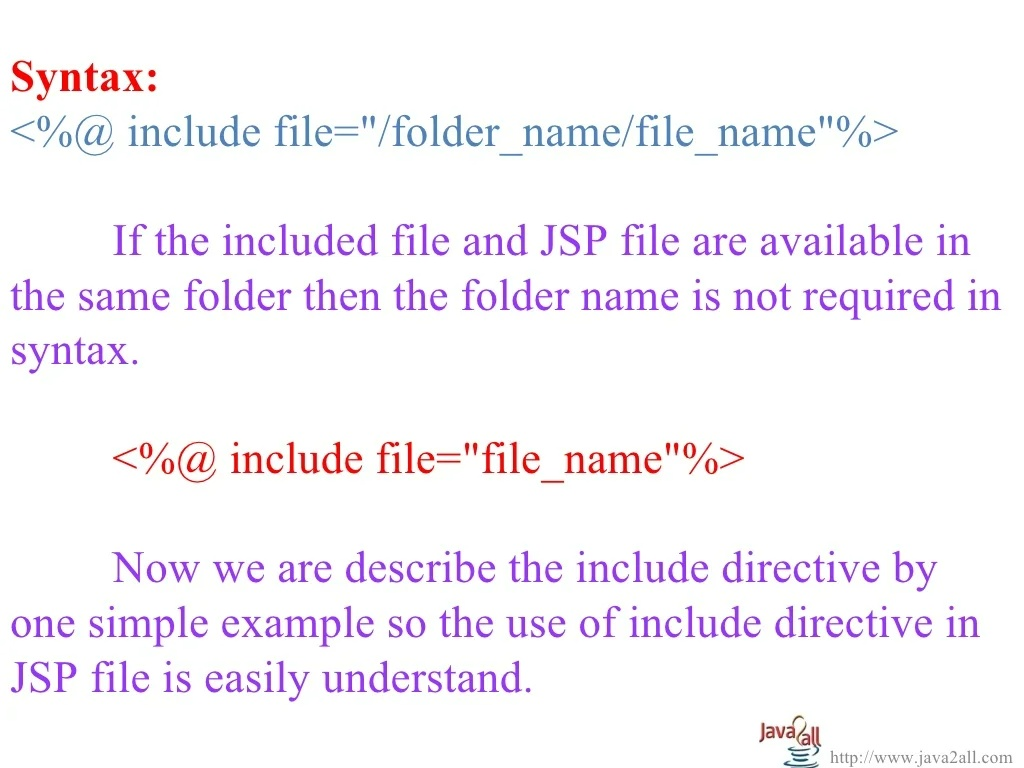 Syntax:
<%@ include file="/folder_name/file_name"%>
If the included file and JSP file are available in
the same folder then the folder name is not required in
syntax.
<%@ include file="file_name"%>
Now we are describe the include directive by
one simple example so the use of include directive in
JSP file is easily understand.
Java2all
http://www.java2all.com